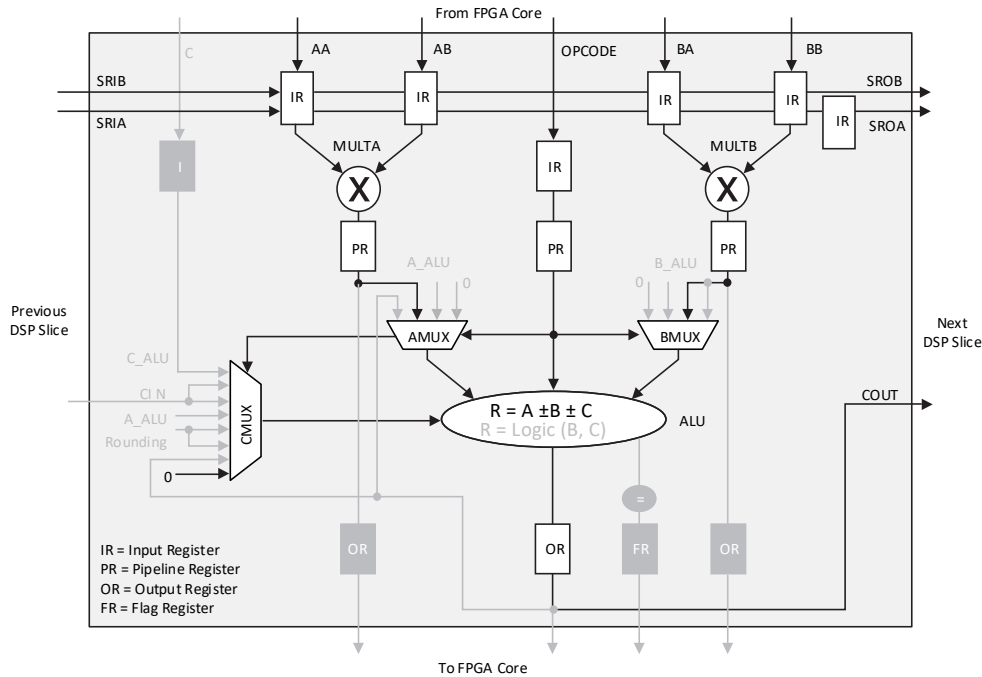 From FPGA Core
C
AA
AB
OPCODE
BA
BB
SRIB
SRIA
IR
IR
IR
IR
IR
SROB
SROA
I
MULTA
MULTB
IR
X
X
PR
PR
PR
A_ALU
0
B_ALU
0
Previous
DSP Slice
Next
DSP Slice
AMUX
BMUX
C_ALU
CIN
A_ALU
Rounding
0
CMUX
R = A ±B ± C
R = Logic (B, C)
ALU
COUT
=
OR
OR
FR
OR
IR = Input Register
PR = Pipeline Register
OR = Output Register
FR = Flag Register
To FPGA Core